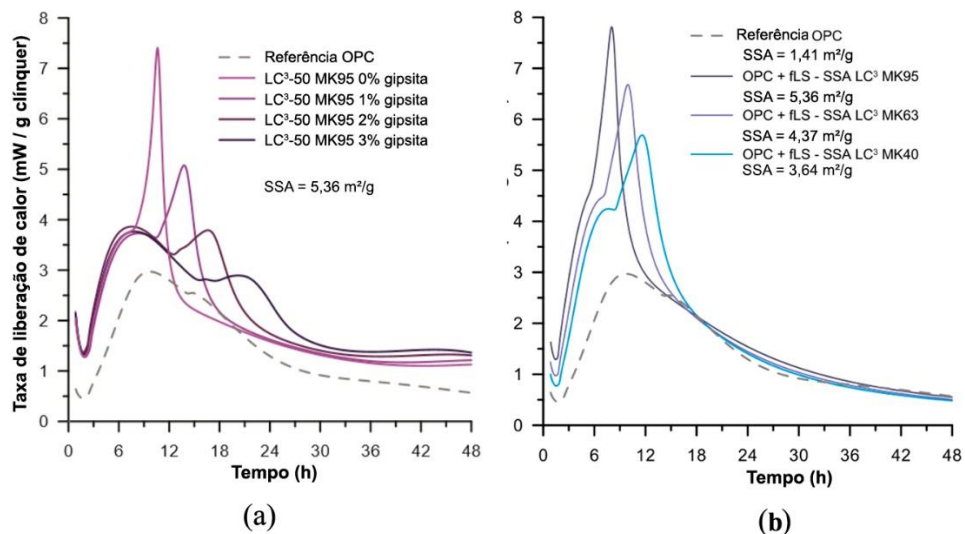 8
7
6
5
4
3
2
1
0
Taxa de liberação de calor (mW / g clínquer)
Referência OPC
LC³-50 MK95 0% gipsita
LC³-50 MK95 1% gipsita
LC³-50 MK95 2% gipsita
LC³-50 MK95 3% gipsita
SSA = 5,36 m²/g
0 6 12 18 24 30 36 42 48
Tempo (h)
(a)
8
7
6
5
4
3
2
1
0
Referência OPC
SSA = 1,41 m²/g
OPC + fLS - SSA LC³ MK95
SSA = 5,36 m²/g
OPC + fLS - SSA LC³ MK63
SSA = 4,37 m²/g
OPC + fLS - SSA LC³ MK40
SSA = 3,64 m²/g
0 6 12 18 24 30 36 42 48
Tempo (h)
(b)